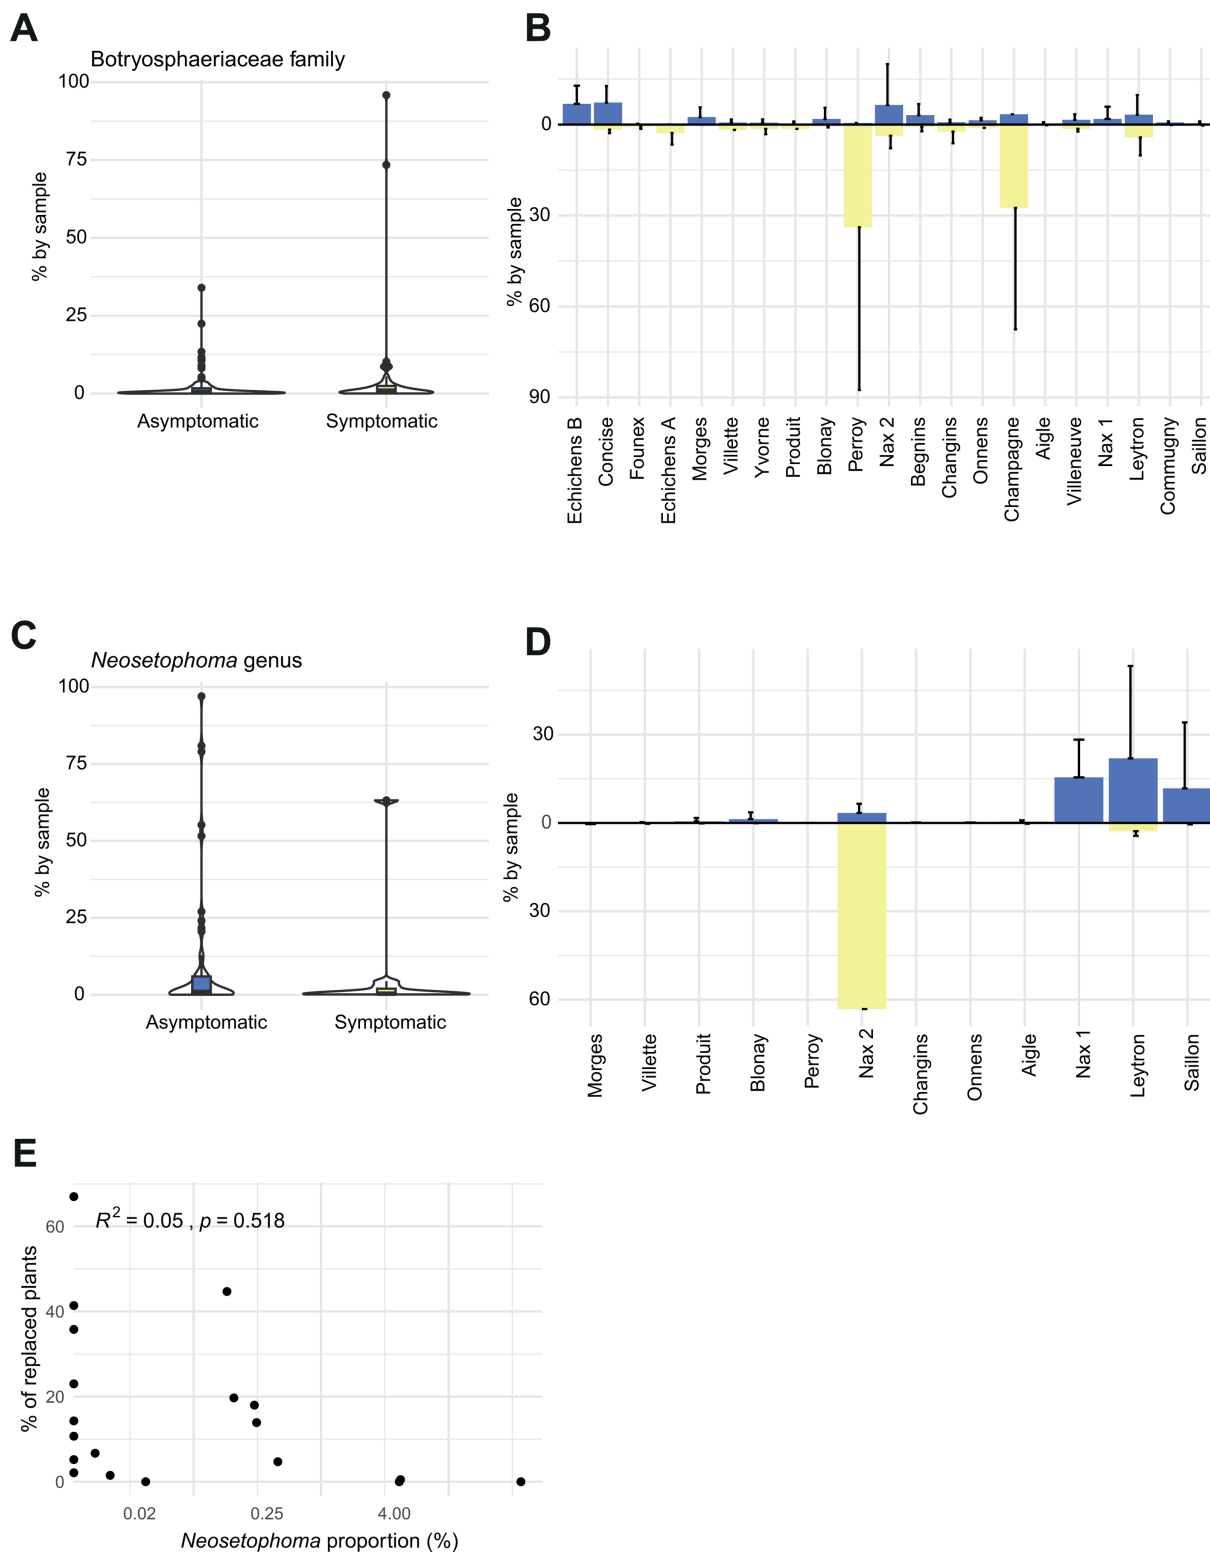 A
Botryosphaeriaceae family
100
75
50
25
0
% by sample
Asymptomatic
Symptomatic
B
0
30
60
90
% by sample
Echichens B
Concise
Founex
Echichens A
Morges
Villette
Yvorne
Produit
Blonay
Perroy
Nax 2
Begnins
Changins
Onnens
Champagne
Aigle
Villeneuve
Nax 1
Leytron
Commugny
Saillon
C
Neosetophoma genus
100
75
50
25
0
% by sample
Asymptomatic
Symptomatic
D
30
0
30
60
% by sample
Morges
Villette
Produit
Blonay
Perroy
Nax 2
Changins
Onnens
Aigle
Nax 1
Leytron
Saillon
E
R² = 0.05 , p = 0.518
60
40
20
0
% of replaced plants
0.02
0.25
4.00
Neosetophoma proportion (%)